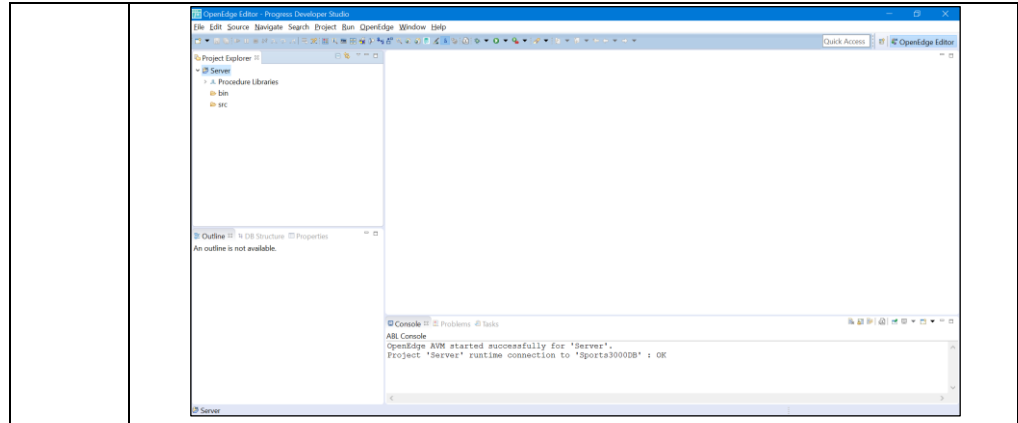 OpenEdge Editor - Progress Developer Studio
File Edit Source Navigate Search Project Run OpenEdge Window Help
Quick Access
OpenEdge Editor
Project Explorer
Server
Procedure Libraries
bin
src
Outline DB Structure Properties
An outline is not available.
Console Problems Tasks
ABL Console
OpenEdge AVM started successfully for 'Server'.
Project 'Server' runtime connection to 'Sports3000DB' : OK
Server